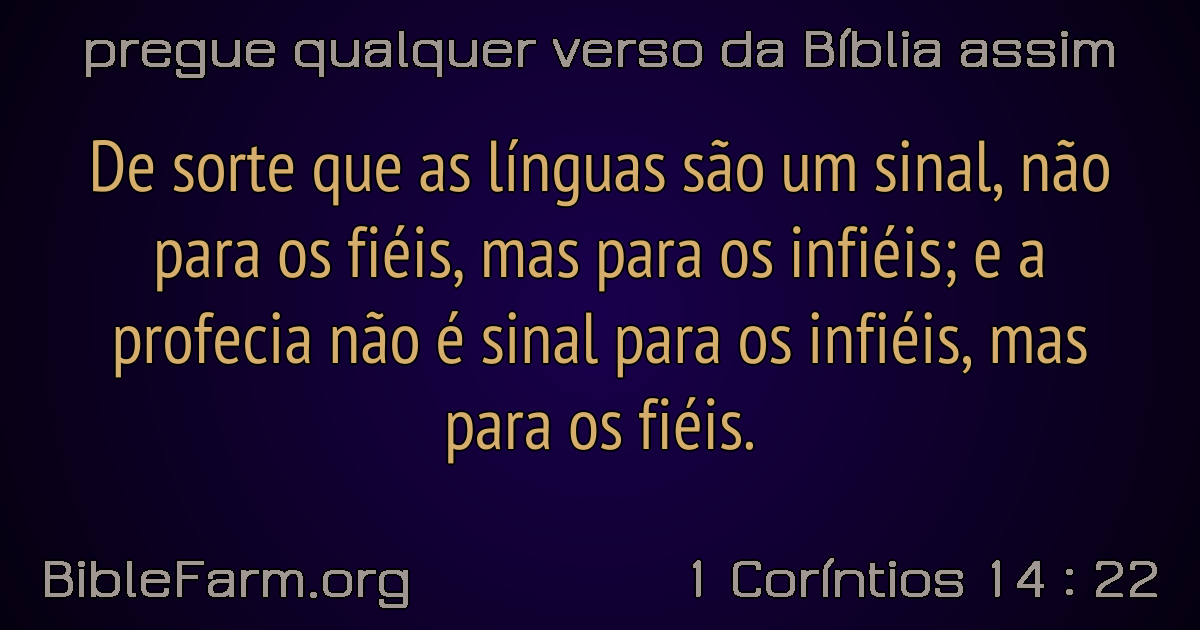 pregue qualquer verso da Bíblia assim
De sorte que as línguas são um sinal, não
para os fiéis, mas para os infiéis; e a
profecia não é sinal para os infiéis, mas
para os fiéis.
BibleFarm.org
1 Coríntios 14 : 22